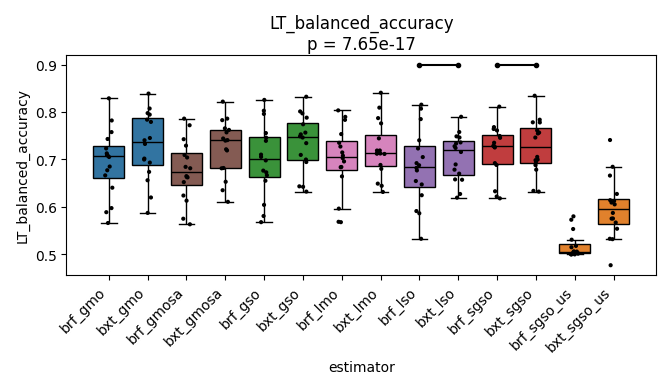 LT_balanced_accuracy
p = 7.65e-17
LT_balanced_accuracy
0.9
0.8
0.7
0.6
0.5
brf_gmo
bxt_gmo
brf_gmosa
bxt_gmosa
brf_gso
bxt_gso
brf_lmo
bxt_lmo
brf_lso
bxt_lso
brf_sgso
bxt_sgso
brf_sgso_us
bxt_sgso_us
estimator